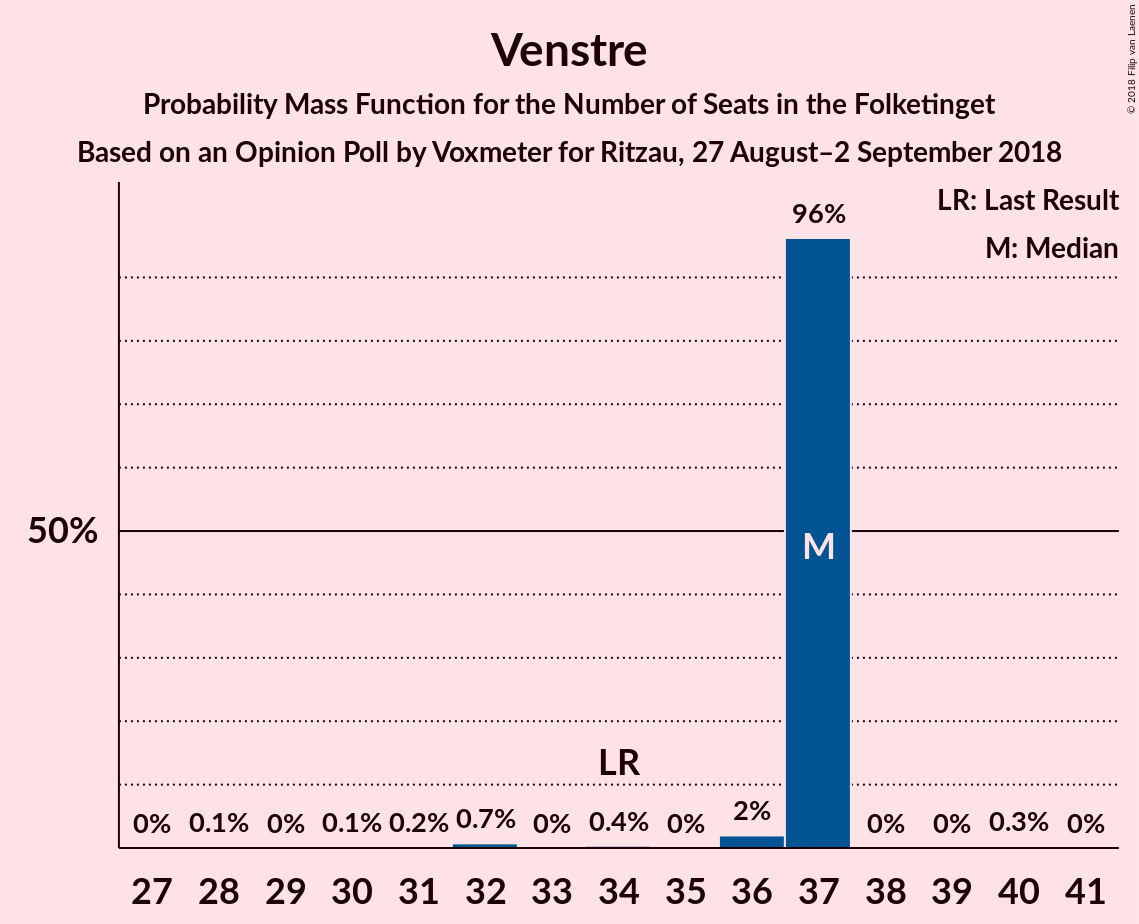 Venstre
Probability Mass Function for the Number of Seats in the Folketinget
Based on an Opinion Poll by Voxmeter for Ritzau, 27 August–2 September 2018
© 2018 Filip van Laenen
LR: Last Result
M: Median
96%
50%
M
LR
0% 0.1% 0% 0.1% 0.2% 0.7% 0% 0.4% 0% 2% 0% 0% 0.3% 0%
27 28 29 30 31 32 33 34 35 36 37 38 39 40 41